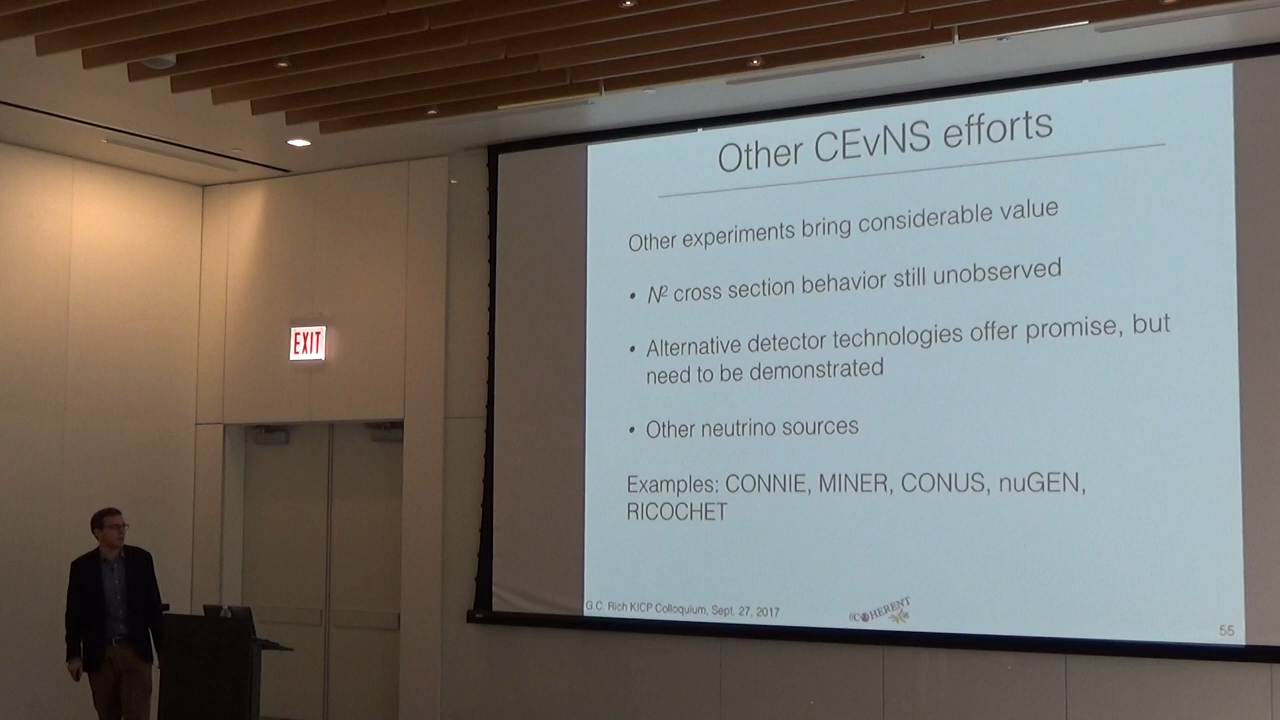 Other CEvNS efforts
Other experiments bring considerable value
• N² cross section behavior still unobserved
• Alternative detector technologies offer promise, but
need to be demonstrated
• Other neutrino sources
Examples: CONNIE, MINER, CONUS, nuGEN,
RICOCHET
G.C. Rich KICP Colloquium, Sept. 27, 2017
COHERENT
55
EXIT